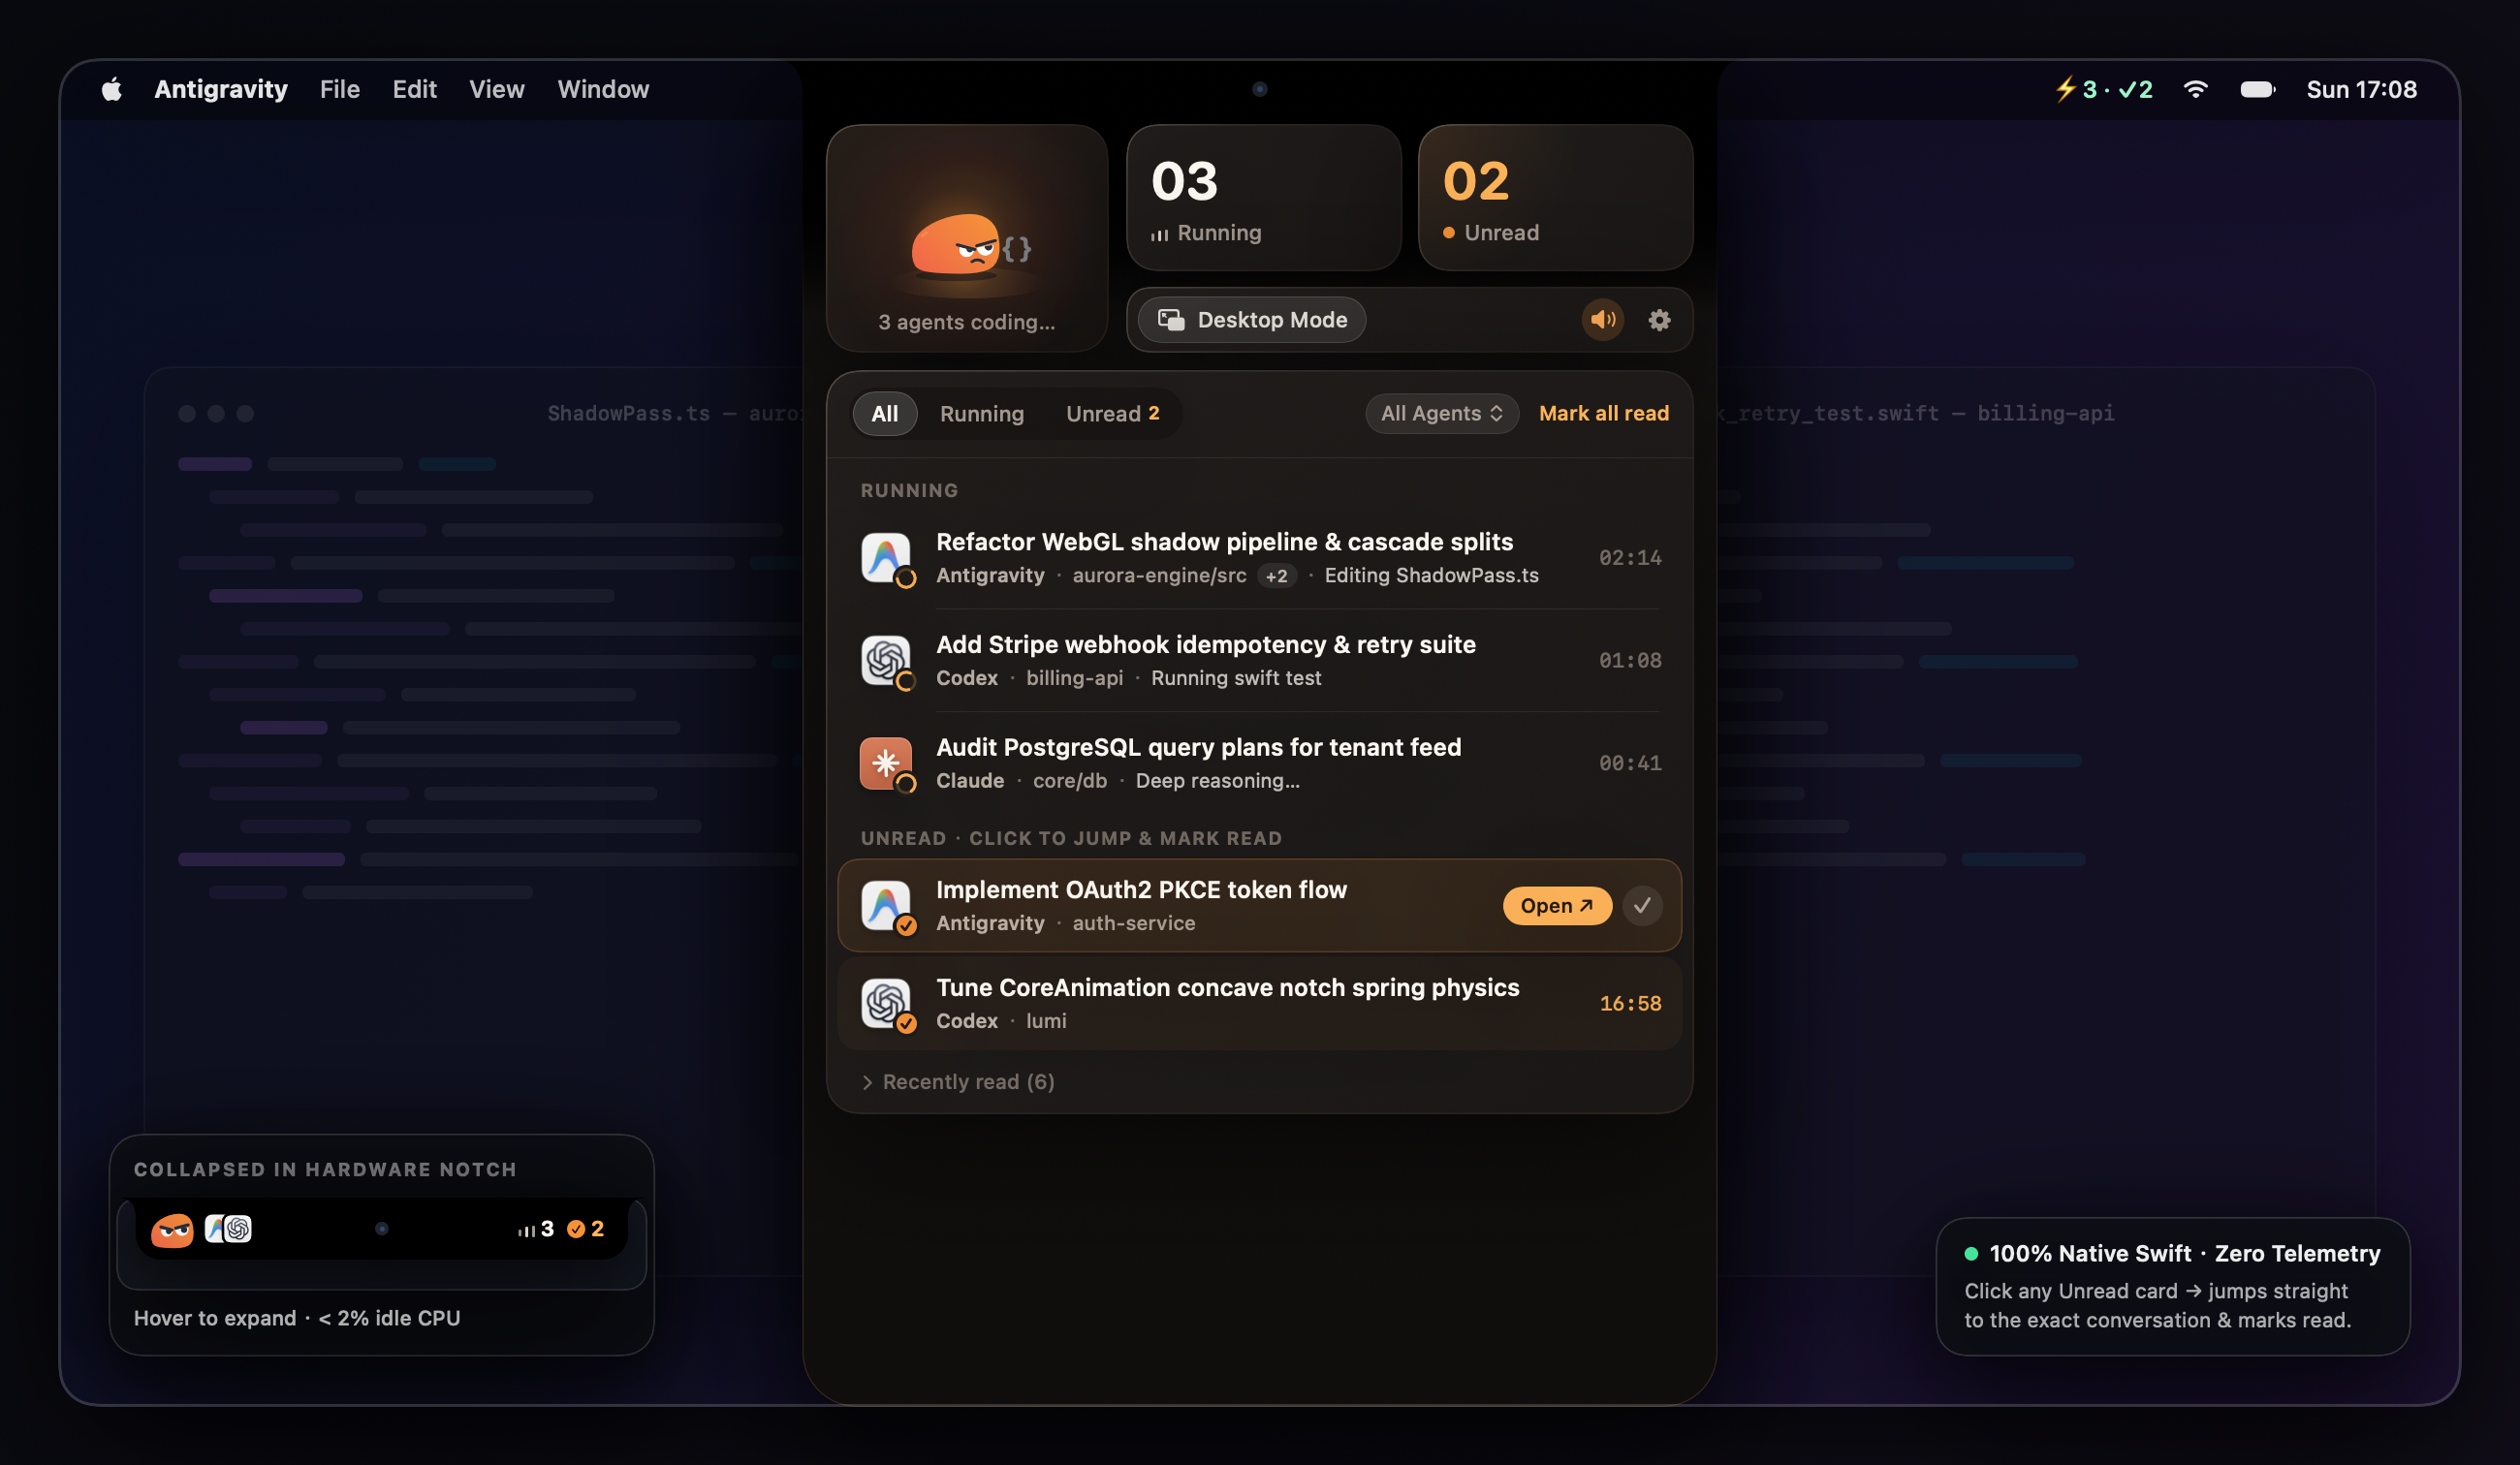 Antigravity File Edit View Window
⚡3 · ✓2 Sun 17:08
03
Running
02
Unread
{}
3 agents coding...
Desktop Mode
ShadowPass.ts —
_retry_test.swift — billing-api
All Running Unread 2 All Agents Mark all read
RUNNING
Refactor WebGL shadow pipeline & cascade splits
02:14
Antigravity · aurora-engine/src +2 · Editing ShadowPass.ts
Add Stripe webhook idempotency & retry suite
01:08
Codex · billing-api · Running swift test
Audit PostgreSQL query plans for tenant feed
00:41
Claude · core/db · Deep reasoning...
UNREAD · CLICK TO JUMP & MARK READ
Implement OAuth2 PKCE token flow
Open ↗ ✓
Antigravity · auth-service
Tune CoreAnimation concave notch spring physics
16:58
Codex · lumi
Recently read (6)
COLLAPSED IN HARDWARE NOTCH
3 2
Hover to expand · < 2% idle CPU
100% Native Swift · Zero Telemetry
Click any Unread card → jumps straight
to the exact conversation & marks read.